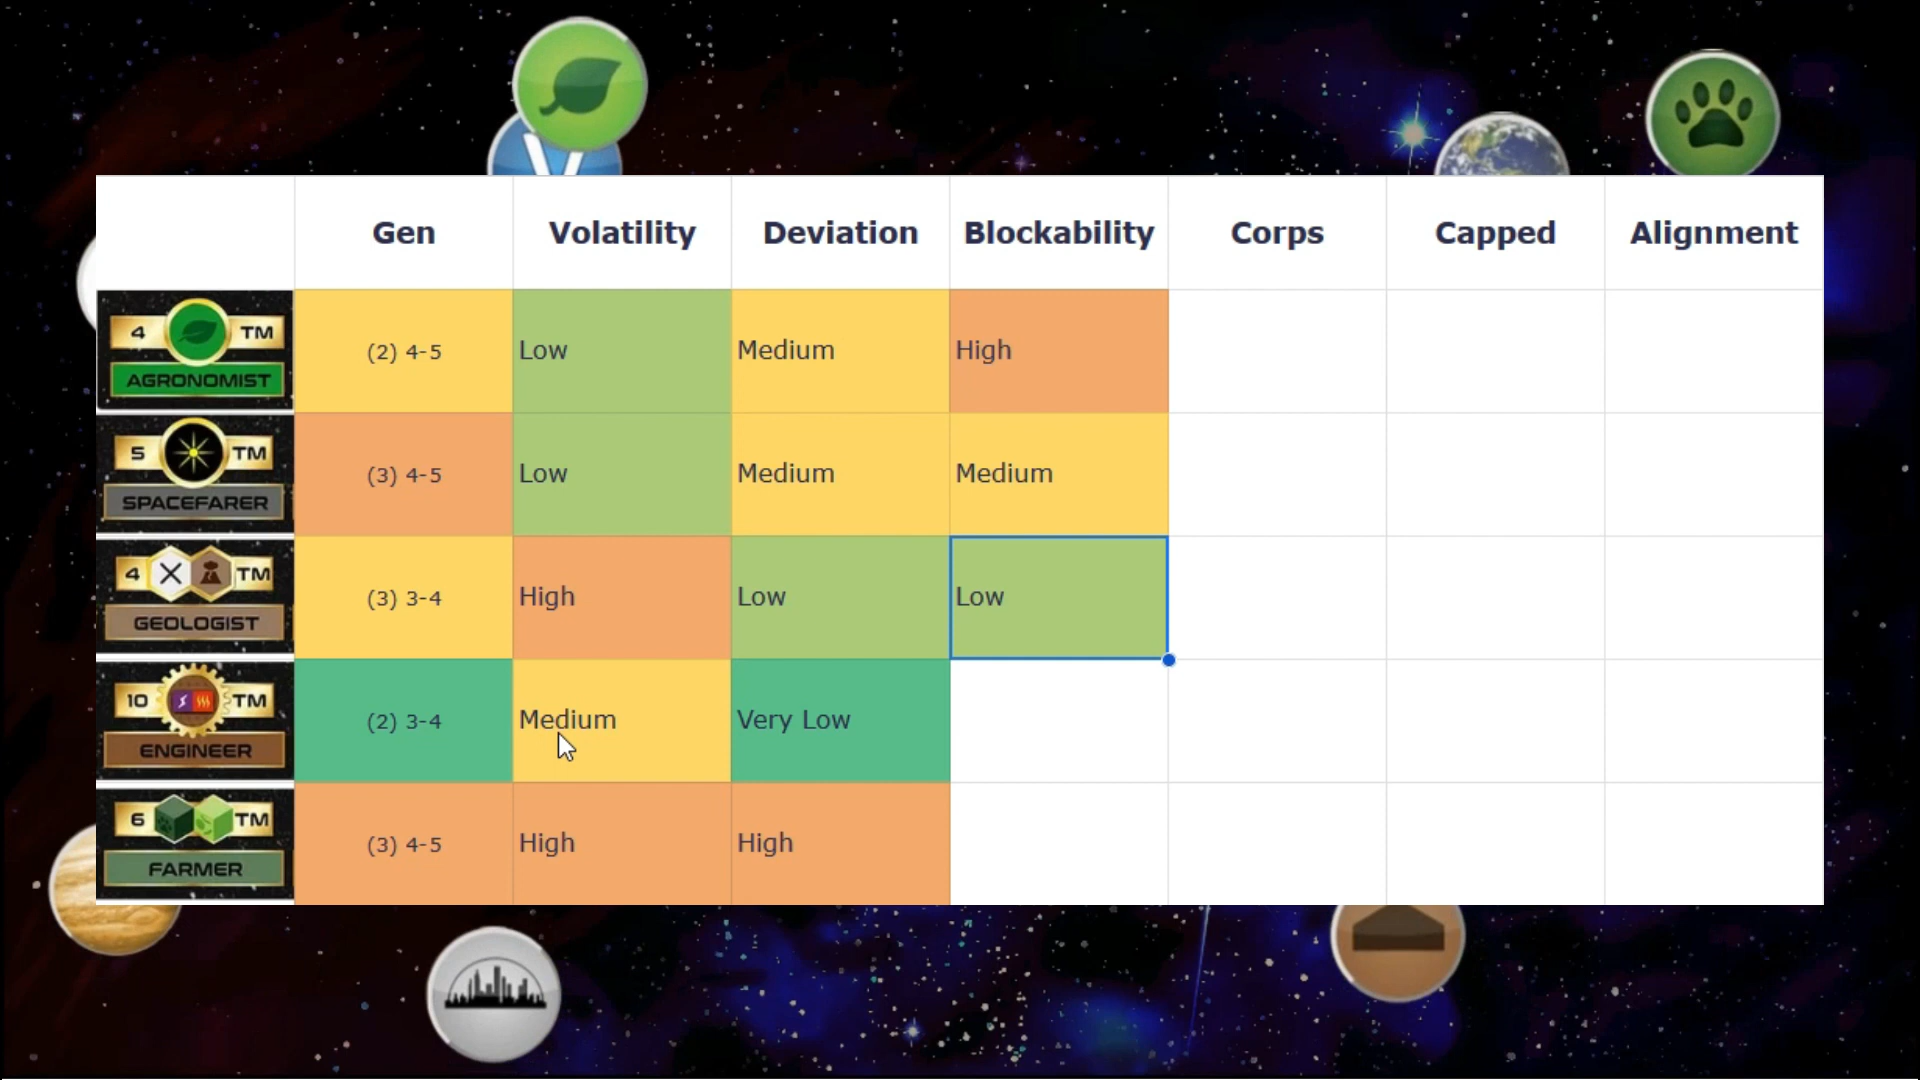 Gen Volatility Deviation Blockability Corps Capped Alignment
4 TM
AGRONOMIST
(2) 4-5 Low Medium High
5 TM
SPACEFARER
(3) 4-5 Low Medium Medium
4 X TM
GEOLOGIST
(3) 3-4 High Low Low
10 TM
ENGINEER
(2) 3-4 Medium Very Low
6 TM
FARMER
(3) 4-5 High High